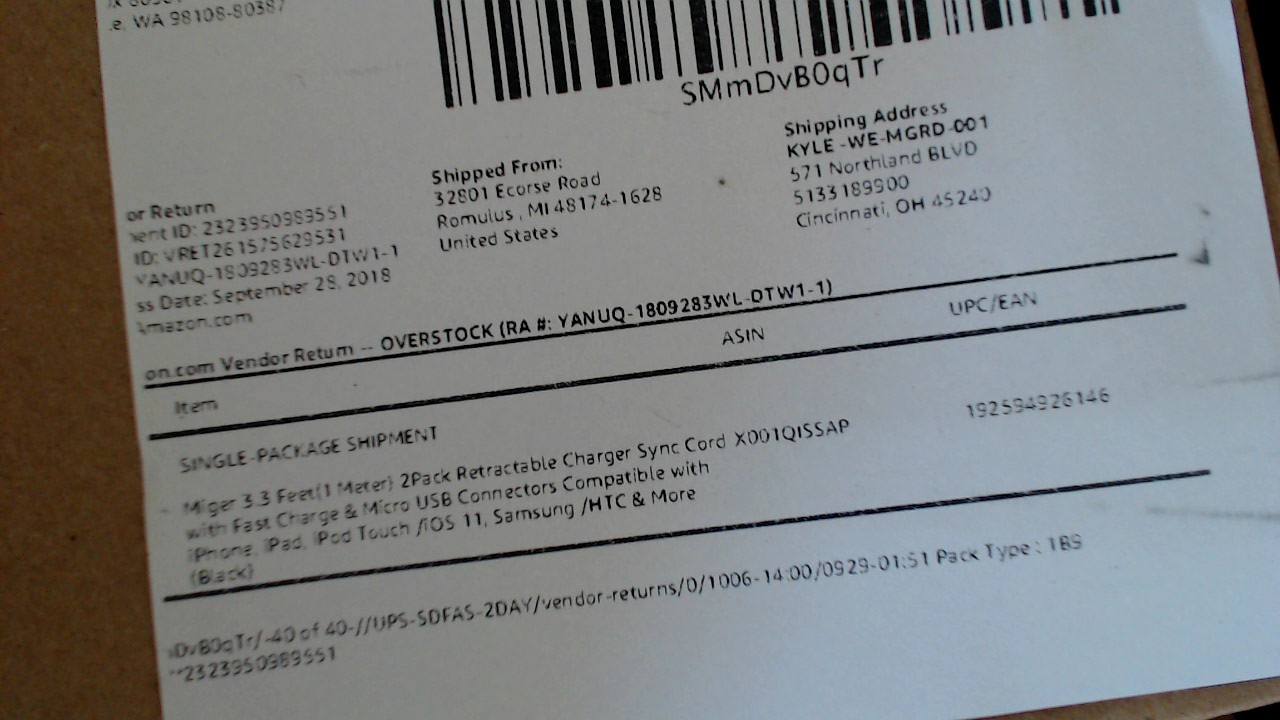 e, WA 98108-80387
SMmDvB0qTr
or Return
ent ID: 2323950989551
ID: VRET261575629531
YANUQ-1809283WL-DTW1-1
ss Date: September 28, 2018
Amazon.com
Shipped From:
32801 Ecorse Road
Romulus , MI 48174-1628
United States
Shipping Address
KYLE -WE-MGRD-001
571 Northland BLVD
5133189900
Cincinnati, OH 45240
on.com Vendor Return -- OVERSTOCK (RA #: YANUQ-1809283WL-DTW1-1)
Item ASIN UPC/EAN
SINGLE-PACKAGE SHIPMENT
Miger 3.3 Feet(1 Meter) 2Pack Retractable Charger Sync Cord X001QISSAP 192594926146
with Fast Charge & Micro USB Connectors Compatible with
iPhone, iPad, iPod Touch /iOS 11, Samsung /HTC & More
(Black)
DvB0qTr/-40 of 40-//UPS-SDFAS-2DAY/vendor-returns/0/1006-14:00/0929-01:51 Pack Type : 1BS
2323950989551